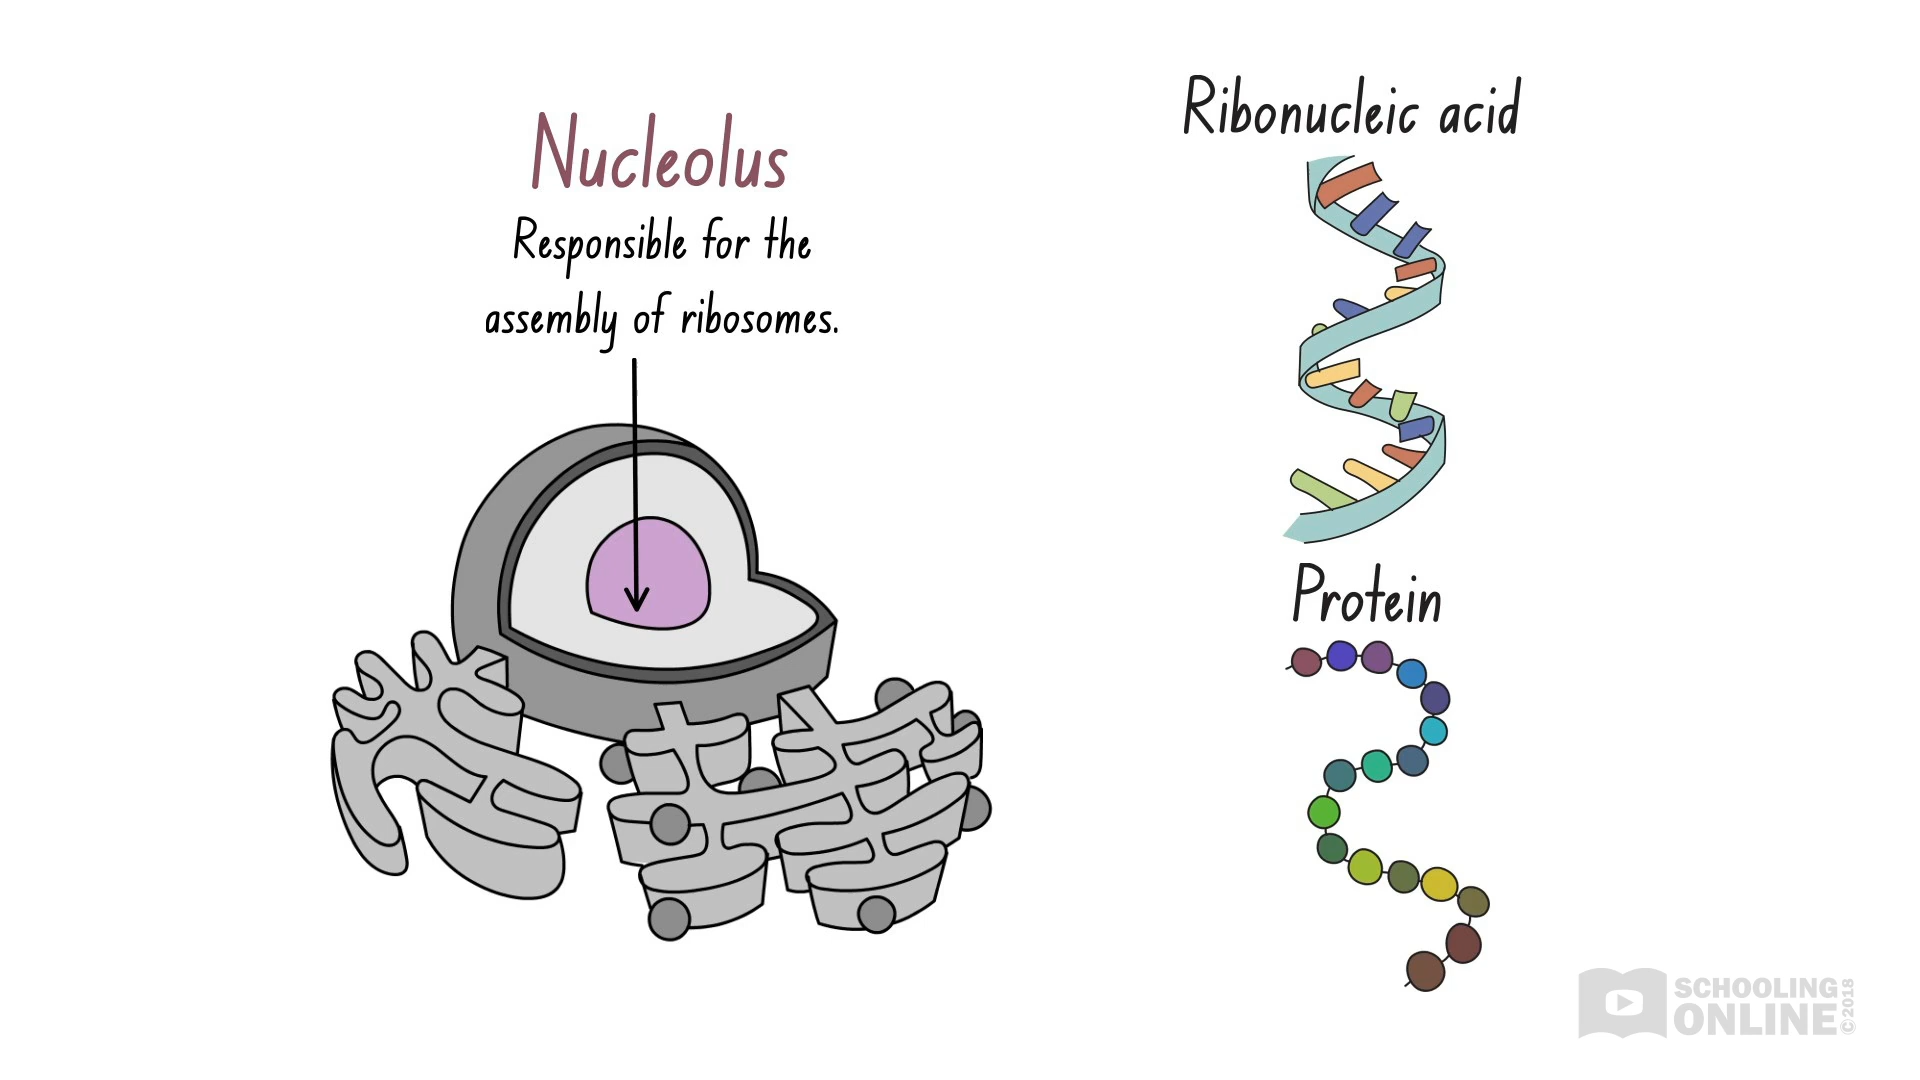 Nucleolus
Responsible for the
assembly of ribosomes.
Ribonucleic acid
Protein
SCHOOLING
ONLINE
©2018